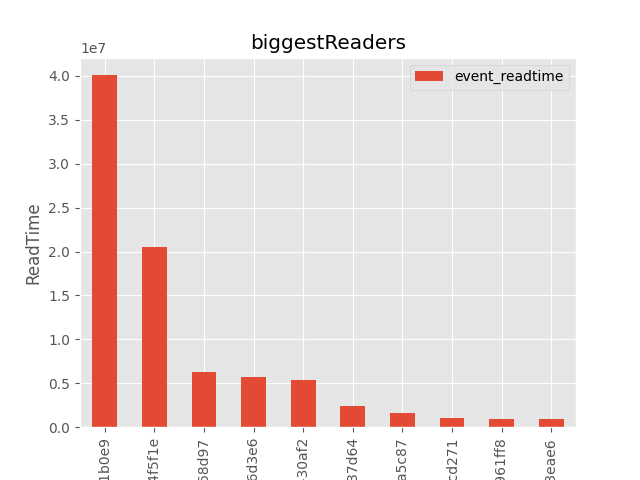 biggestReaders
1e7
event_readtime
4.0
3.5
3.0
2.5
2.0
1.5
1.0
0.5
0.0
ReadTime
1b0e9
4f5f1e
68d97
6d3e6
30af2
37d64
a5c87
cd271
961ff8
3eae6